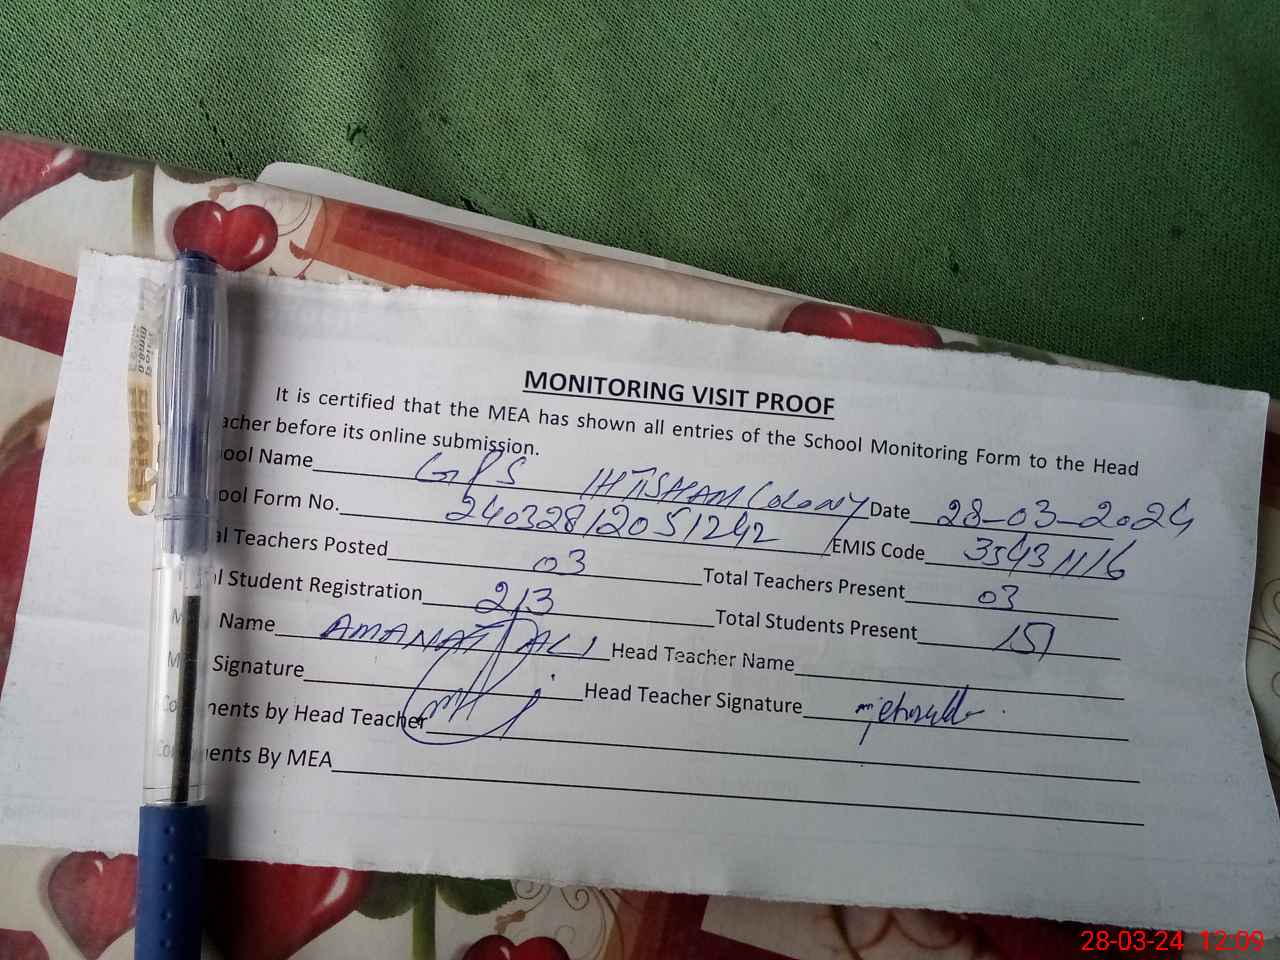 MONITORING VISIT PROOF
It is certified that the MEA has shown all entries of the School Monitoring Form to the Head
acher before its online submission.
ool Name GPS IHTISHAM COLONY Date 28-03-2024
ool Form No. 24032812051242 EMIS Code 35431116
al Teachers Posted 03 Total Teachers Present 03
al Student Registration 213 Total Students Present 151
M Name AMANAT ALI Head Teacher Name
M Signature Head Teacher Signature
Co ments by Head Teacher
Com ents By MEA
28-03-24 12:09